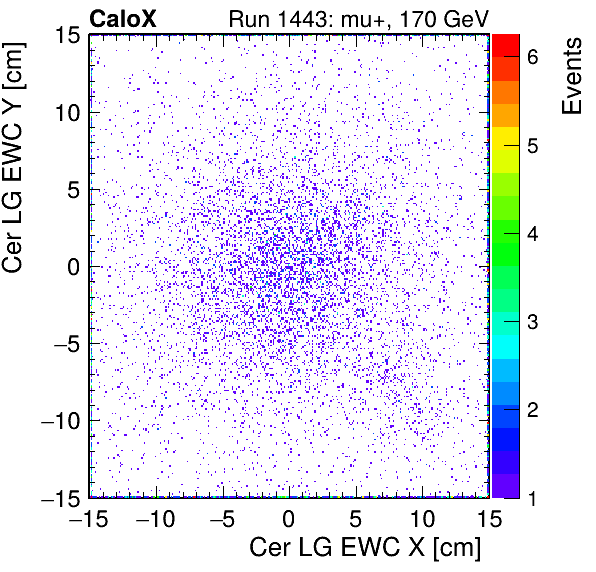 CaloX Run 1443: mu+, 170 GeV
Cer LG EWC Y [cm]
15
10
5
0
−5
−10
−15
−15 −10 −5 0 5 10 15
Cer LG EWC X [cm]
Events
6
5
4
3
2
1